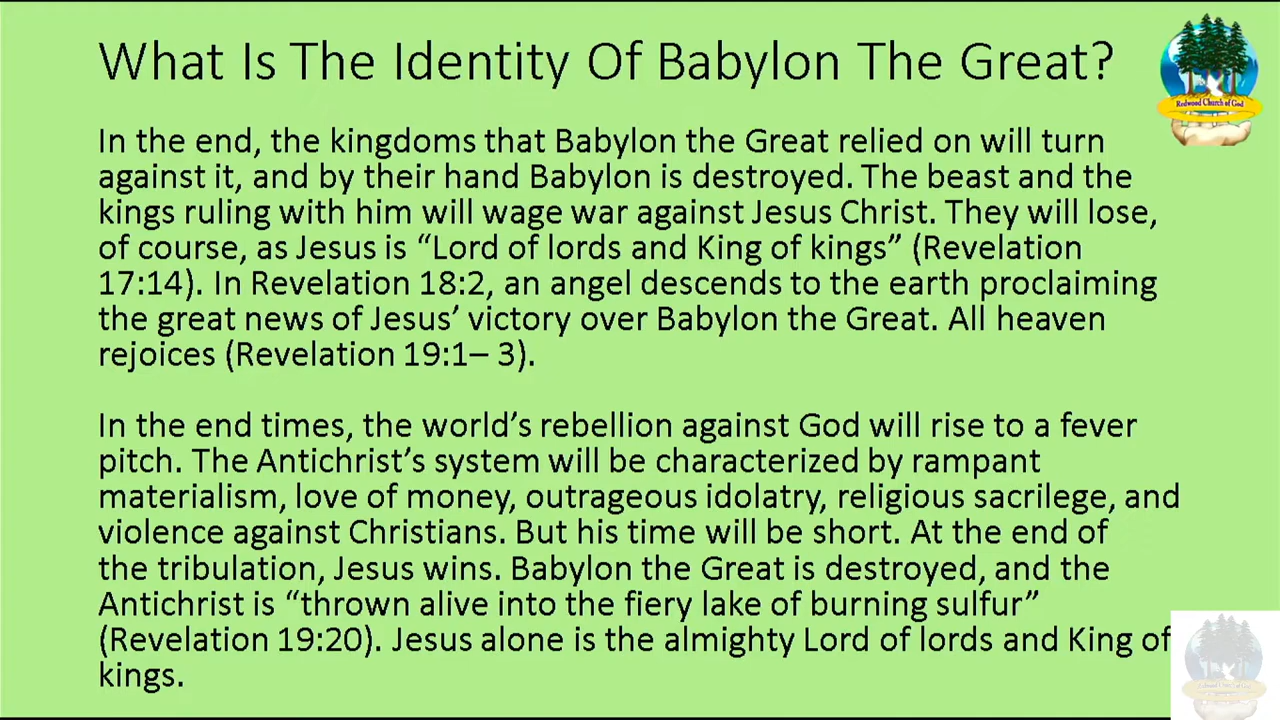 What Is The Identity Of Babylon The Great?
Redwood Church of God
In the end, the kingdoms that Babylon the Great relied on will turn
against it, and by their hand Babylon is destroyed. The beast and the
kings ruling with him will wage war against Jesus Christ. They will lose,
of course, as Jesus is “Lord of lords and King of kings” (Revelation
17:14). In Revelation 18:2, an angel descends to the earth proclaiming
the great news of Jesus’ victory over Babylon the Great. All heaven
rejoices (Revelation 19:1– 3).
In the end times, the world’s rebellion against God will rise to a fever
pitch. The Antichrist’s system will be characterized by rampant
materialism, love of money, outrageous idolatry, religious sacrilege, and
violence against Christians. But his time will be short. At the end of
the tribulation, Jesus wins. Babylon the Great is destroyed, and the
Antichrist is “thrown alive into the fiery lake of burning sulfur”
(Revelation 19:20). Jesus alone is the almighty Lord of lords and King of
kings.